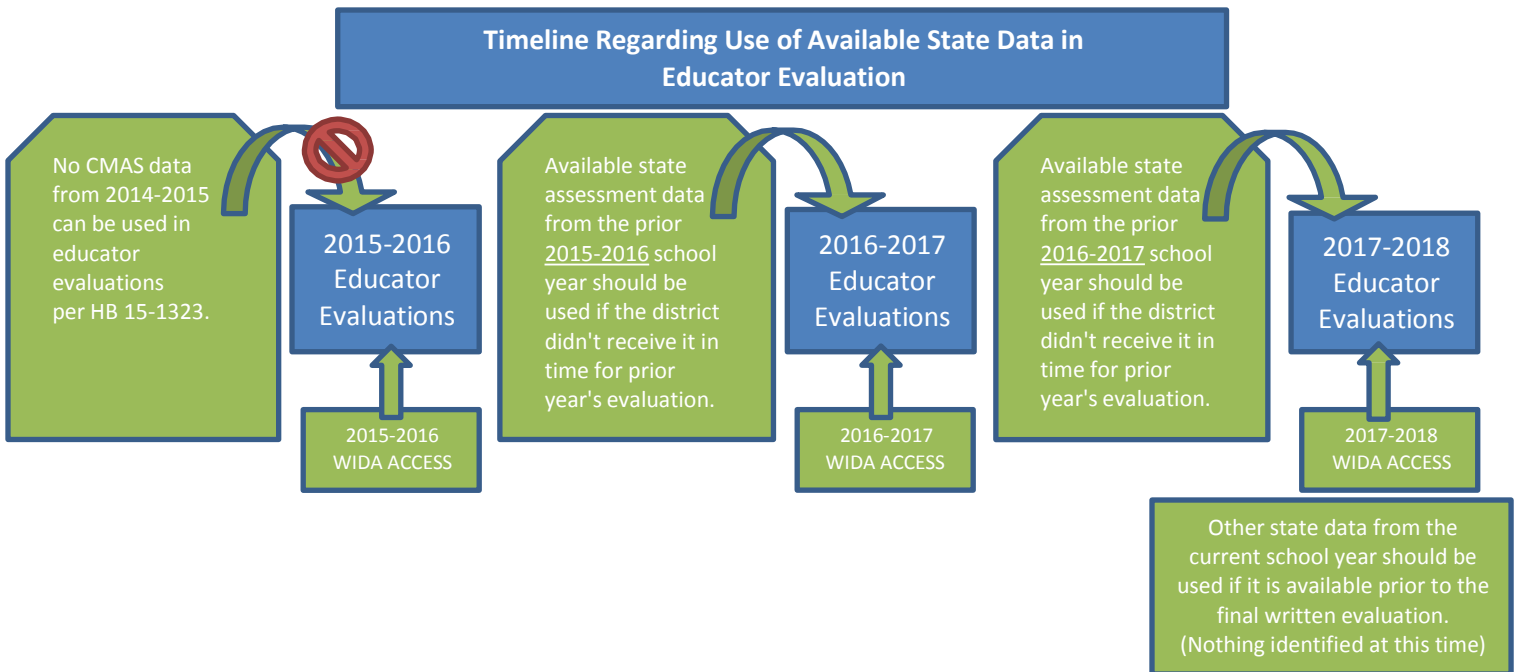 Timeline Regarding Use of Available State Data in
Educator Evaluation
No CMAS data
from 2014-2015
can be used in
educator
evaluations
per HB 15-1323.
2015-2016
Educator
Evaluations
2015-2016
WIDA ACCESS
Available state
assessment data
from the prior
2015-2016 school
year should be
used if the district
didn't receive it in
time for prior
year's evaluation.
2016-2017
Educator
Evaluations
2016-2017
WIDA ACCESS
Available state
assessment data
from the prior
2016-2017 school
year should be
used if the district
didn't receive it in
time for prior
year's evaluation.
2017-2018
Educator
Evaluations
2017-2018
WIDA ACCESS
Other state data from the
current school year should be
used if it is available prior to the
final written evaluation.
(Nothing identified at this time)